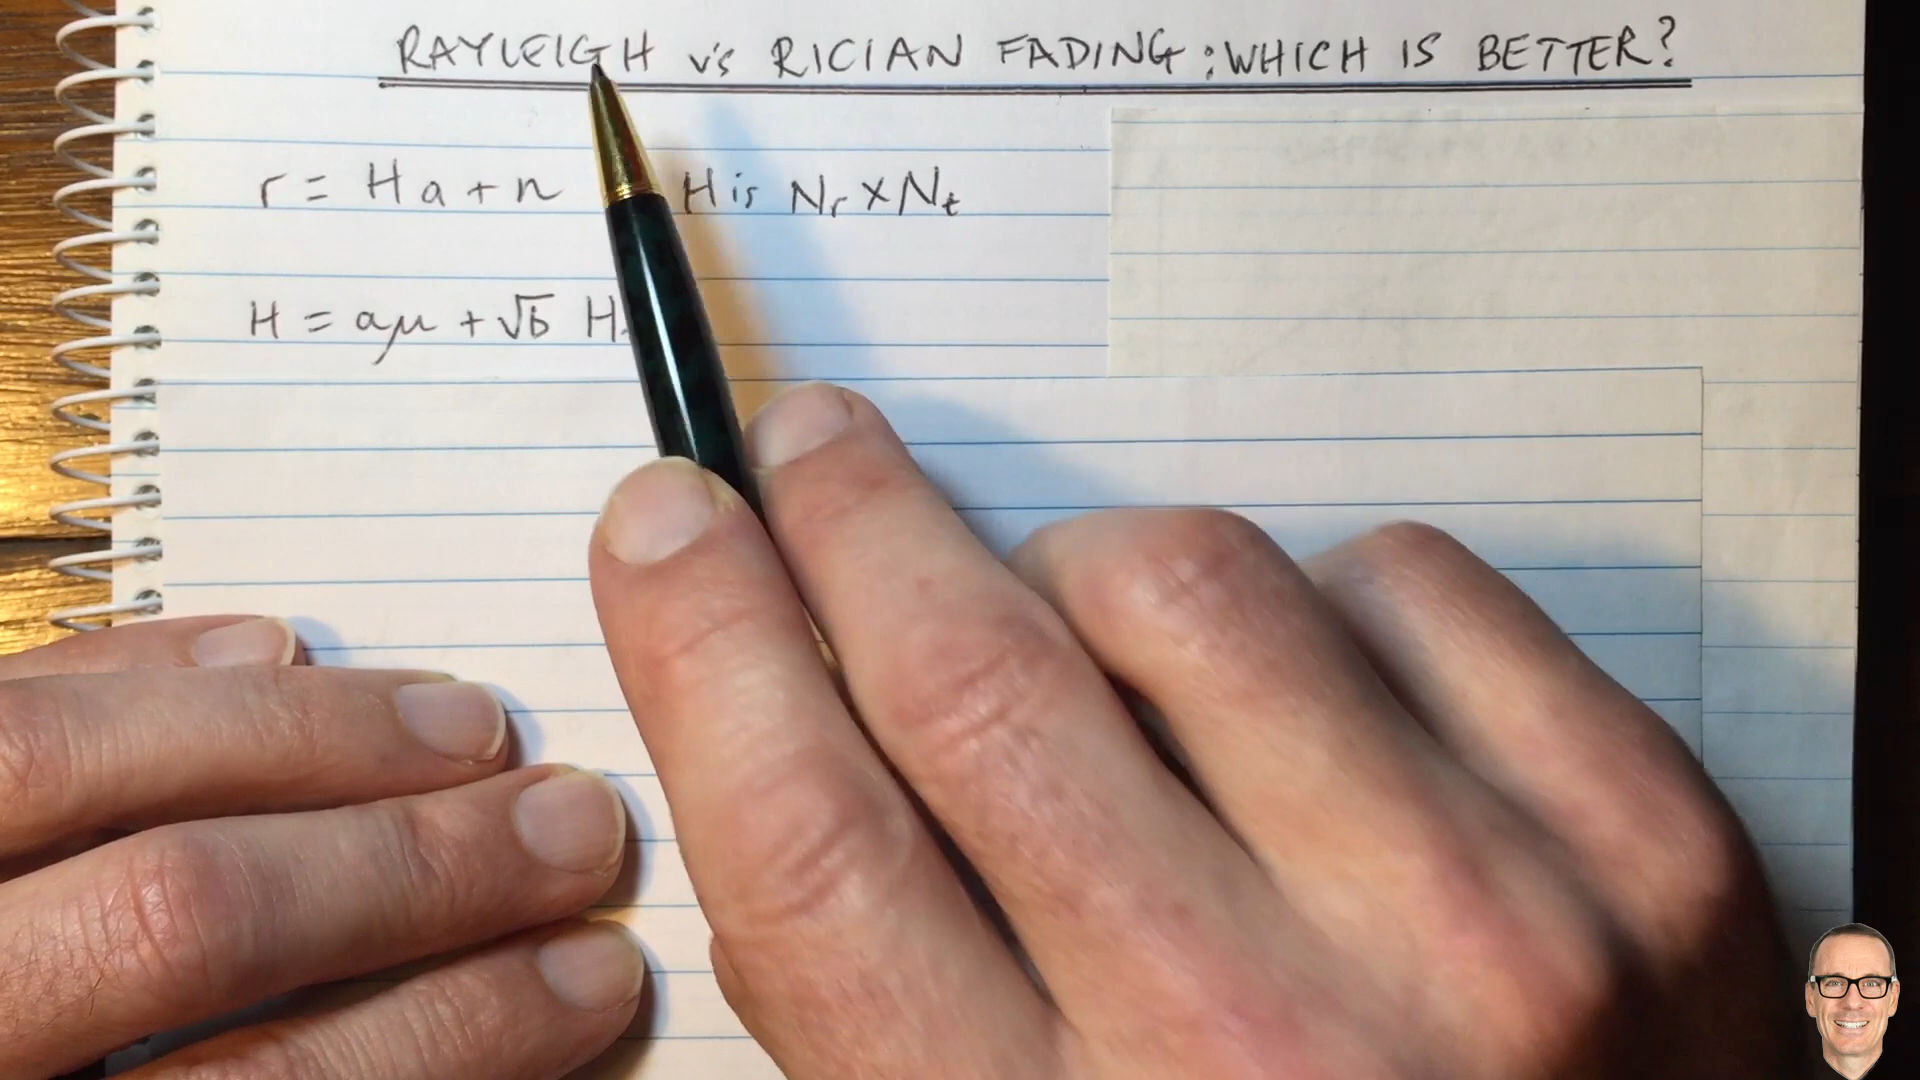 RAYLEIGH v's RICIAN FADING : WHICH IS BETTER?
r = Ha + n H is Nr × Nt
H = aμ + √b H